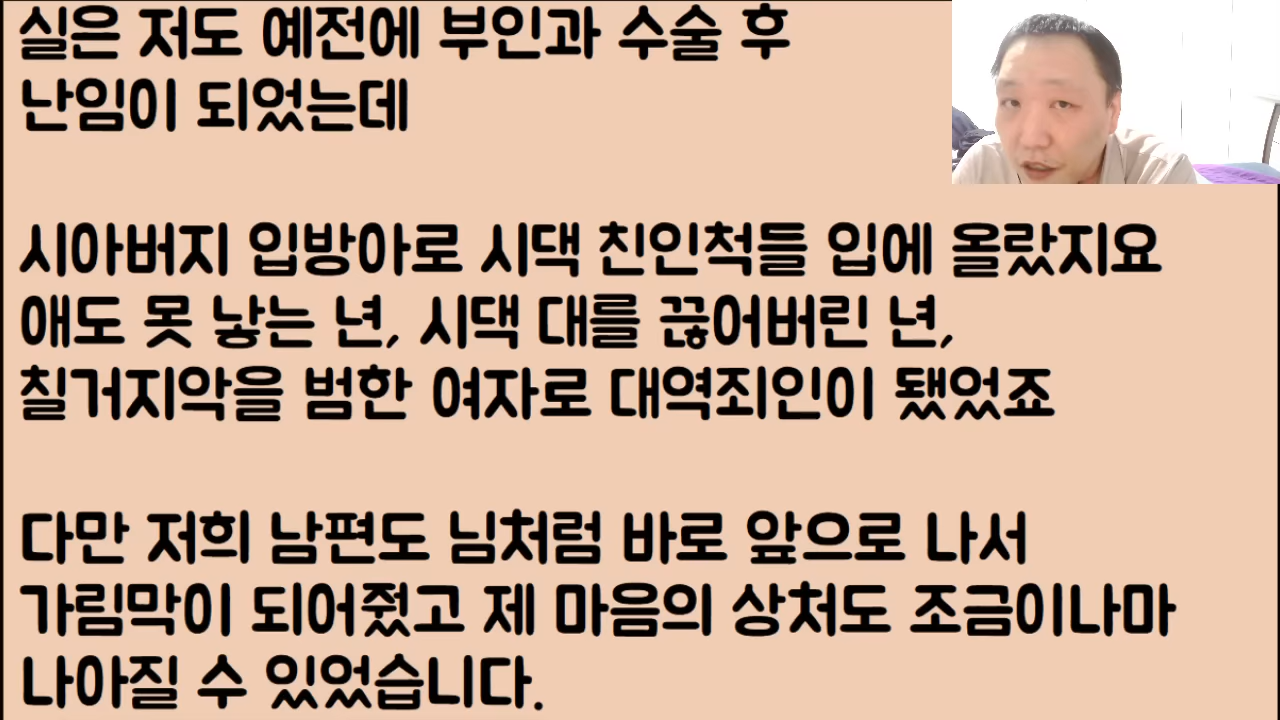 실은 저도 예전에 부인과 수술 후
난임이 되었는데
시아버지 입방아로 시댁 친인척들 입에 올랐지요
애도 못 낳는 년, 시댁 대를 끊어버린 년,
칠거지악을 범한 여자로 대역죄인이 됐었죠
다만 저희 남편도 님처럼 바로 앞으로 나서
가림막이 되어줬고 제 마음의 상처도 조금이나마
나아질 수 있었습니다.